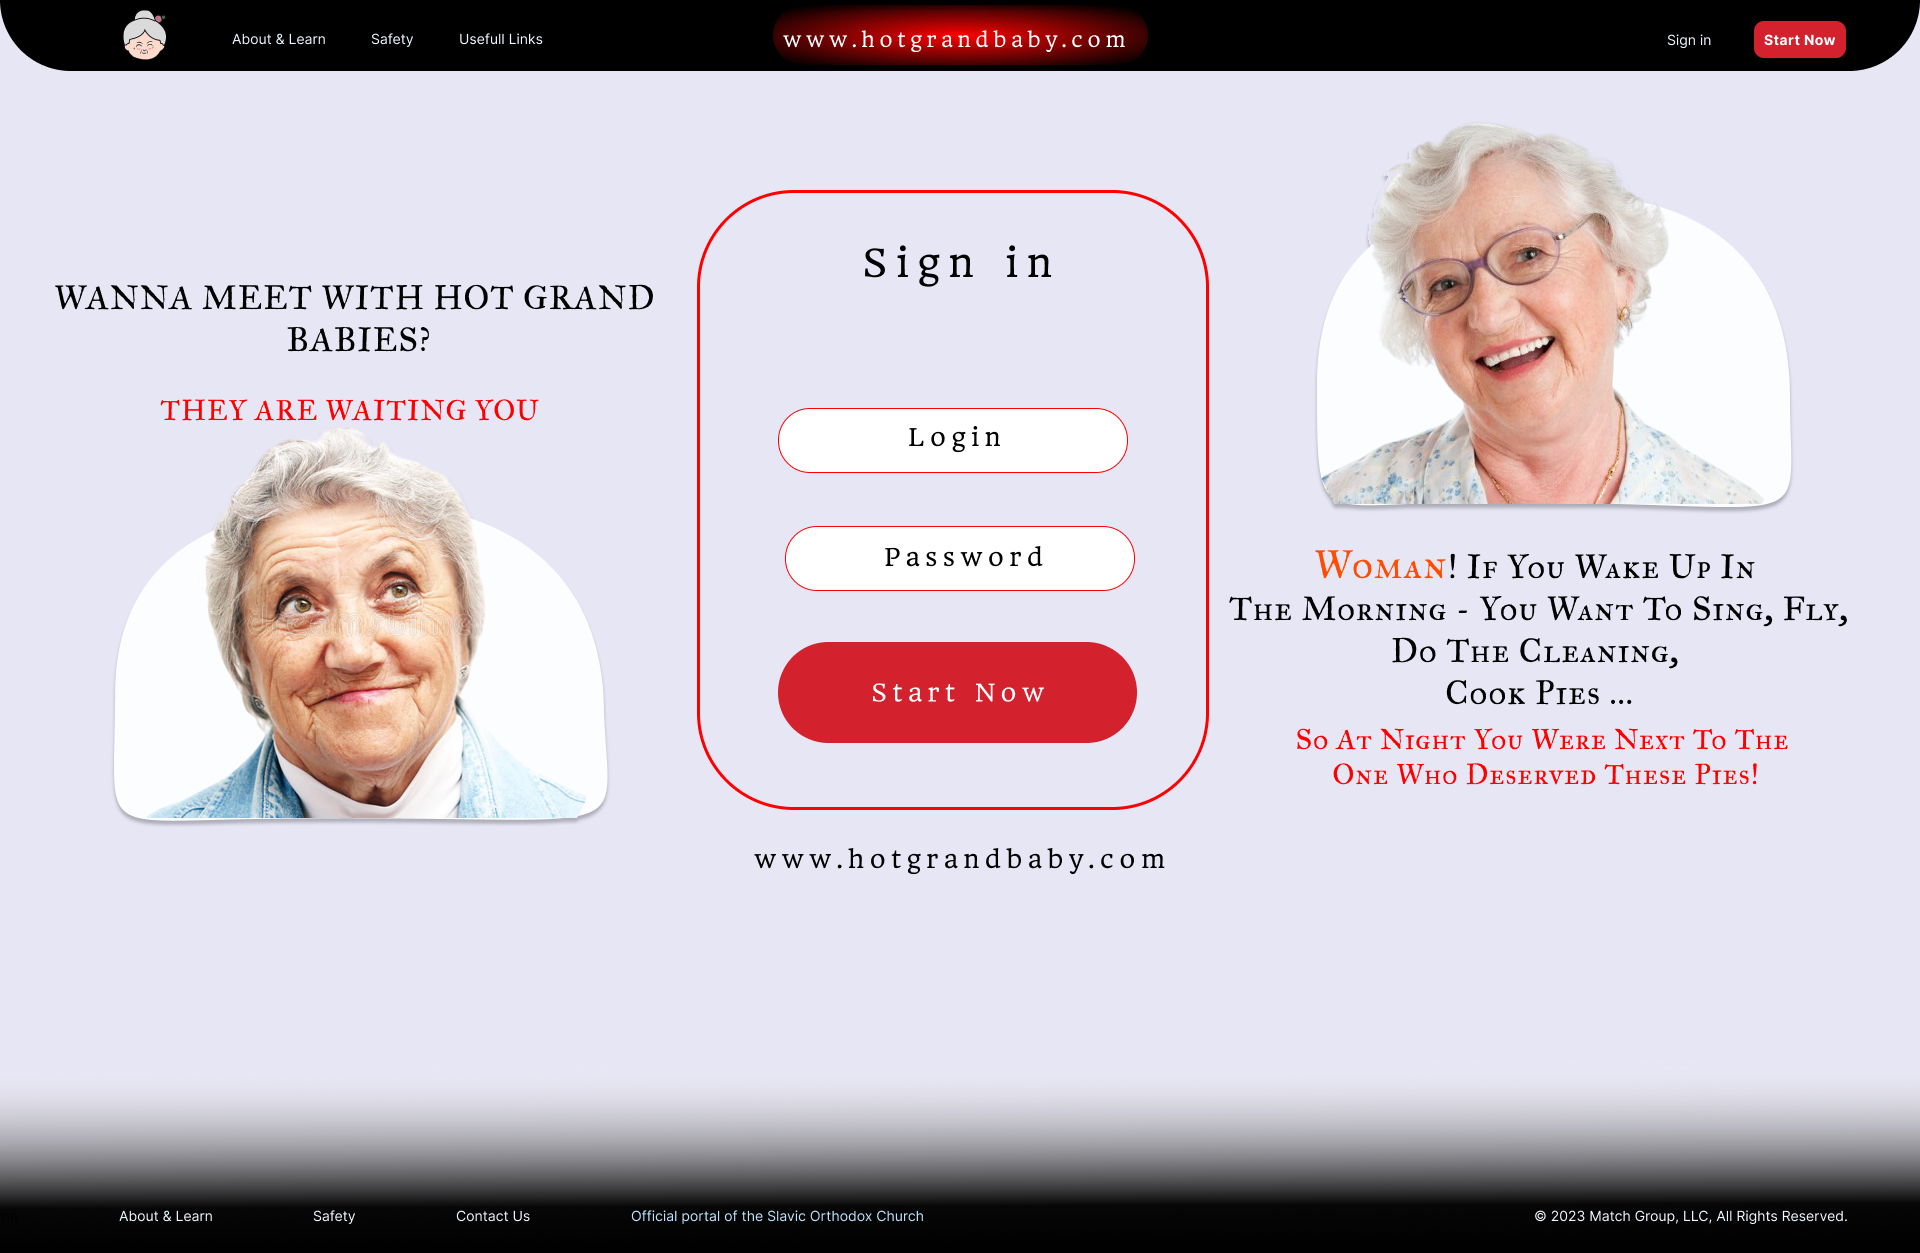 About & Learn
Safety
Usefull Links
www.hotgrandbaby.com
Sign in
Start Now
WANNA MEET WITH HOT GRAND
BABIES?
THEY ARE WAITING YOU
Sign in
Login
Password
Start Now
www.hotgrandbaby.com
Woman! If You Wake Up In
The Morning - You Want To Sing, Fly,
Do The Cleaning,
Cook Pies ...
So At Night You Were Next To The
One Who Deserved These Pies!
About & Learn
Safety
Contact Us
Official portal of the Slavic Orthodox Church
© 2023 Match Group, LLC, All Rights Reserved.